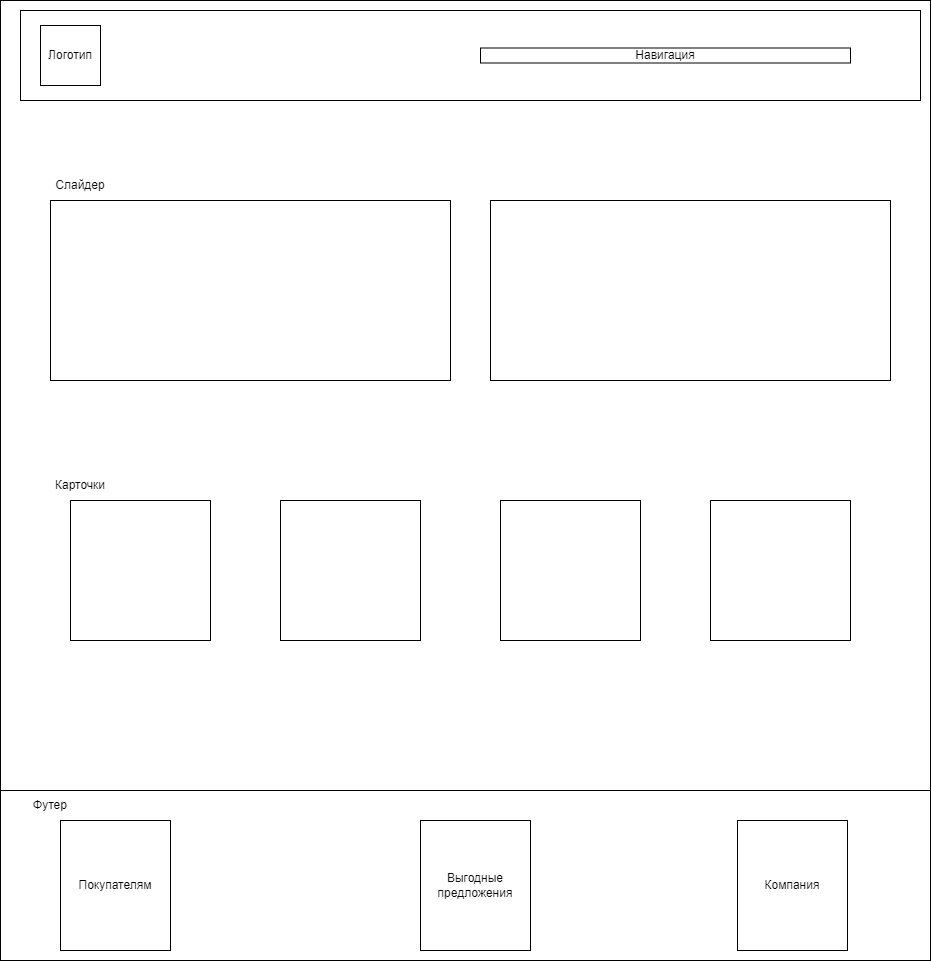 Логотип
Навигация
Слайдер
Карточки
Футер
Покупателям
Выгодные
предложения
Компания